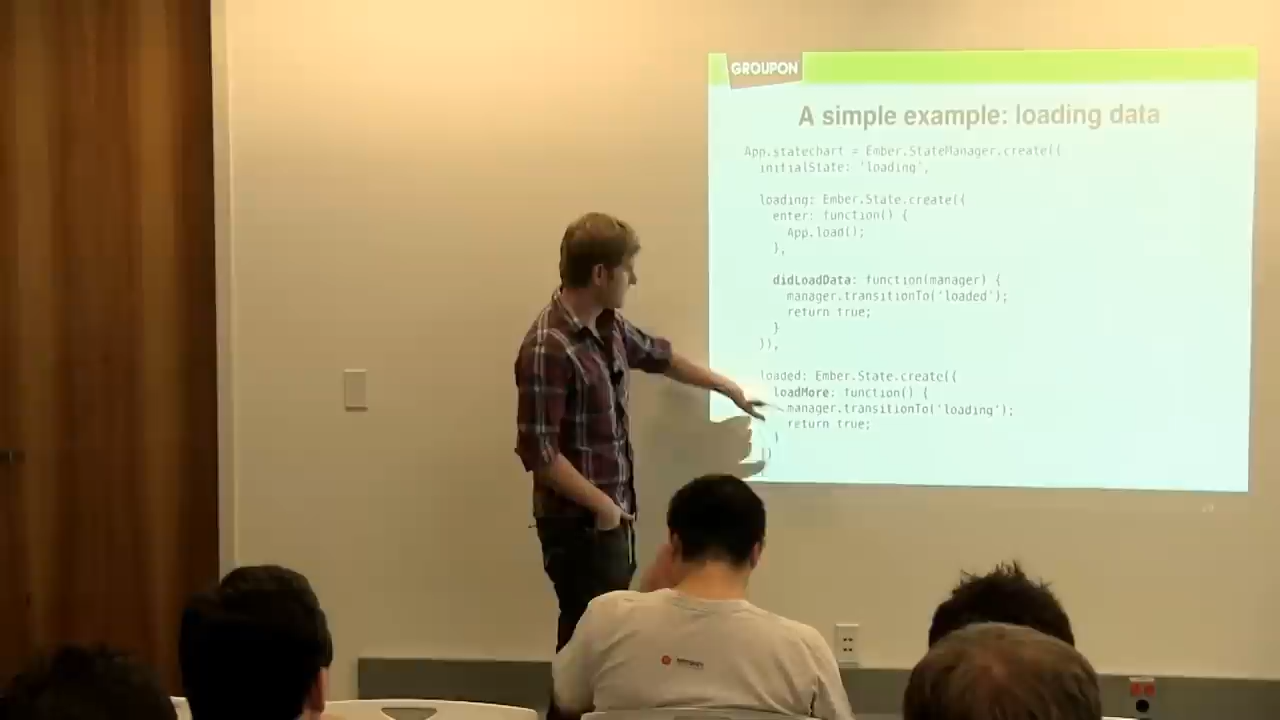 GROUPON
A simple example: loading data
App.statechart = Ember.StateManager.create({
initialState: 'loading',
loading: Ember.State.create({
enter: function() {
App.load();
},
didLoadData: function(manager) {
manager.transitionTo('loaded');
return true;
}
}),
loaded: Ember.State.create({
loadMore: function() {
manager.transitionTo('loading');
return true;
}
})